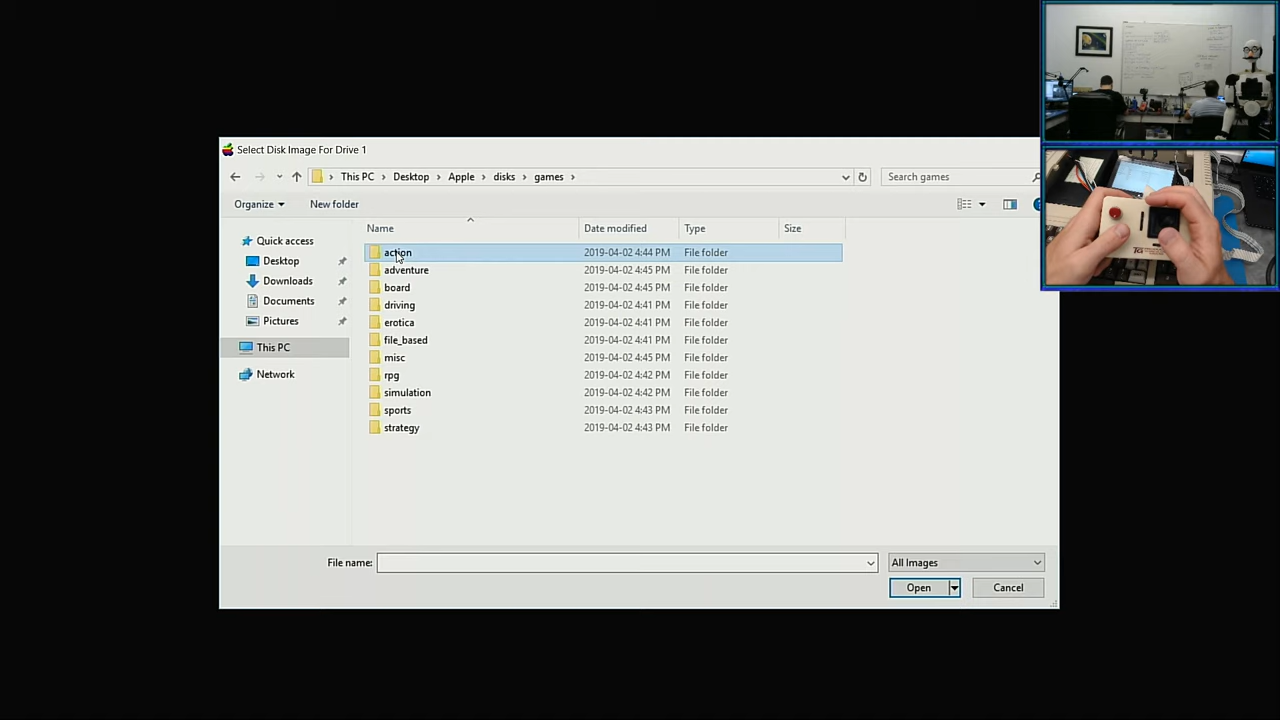 Select Disk Image For Drive 1
This PC > Desktop > Apple > disks > games >
Search games
Organize
New folder
Name
Date modified
Type
Size
Quick access
Desktop
Downloads
Documents
Pictures
This PC
Network
action 2019-04-02 4:44 PM File folder
adventure 2019-04-02 4:45 PM File folder
board 2019-04-02 4:45 PM File folder
driving 2019-04-02 4:41 PM File folder
erotica 2019-04-02 4:41 PM File folder
file_based 2019-04-02 4:41 PM File folder
misc 2019-04-02 4:45 PM File folder
rpg 2019-04-02 4:42 PM File folder
simulation 2019-04-02 4:42 PM File folder
sports 2019-04-02 4:43 PM File folder
strategy 2019-04-02 4:43 PM File folder
File name:
All Images
Open
Cancel
TG